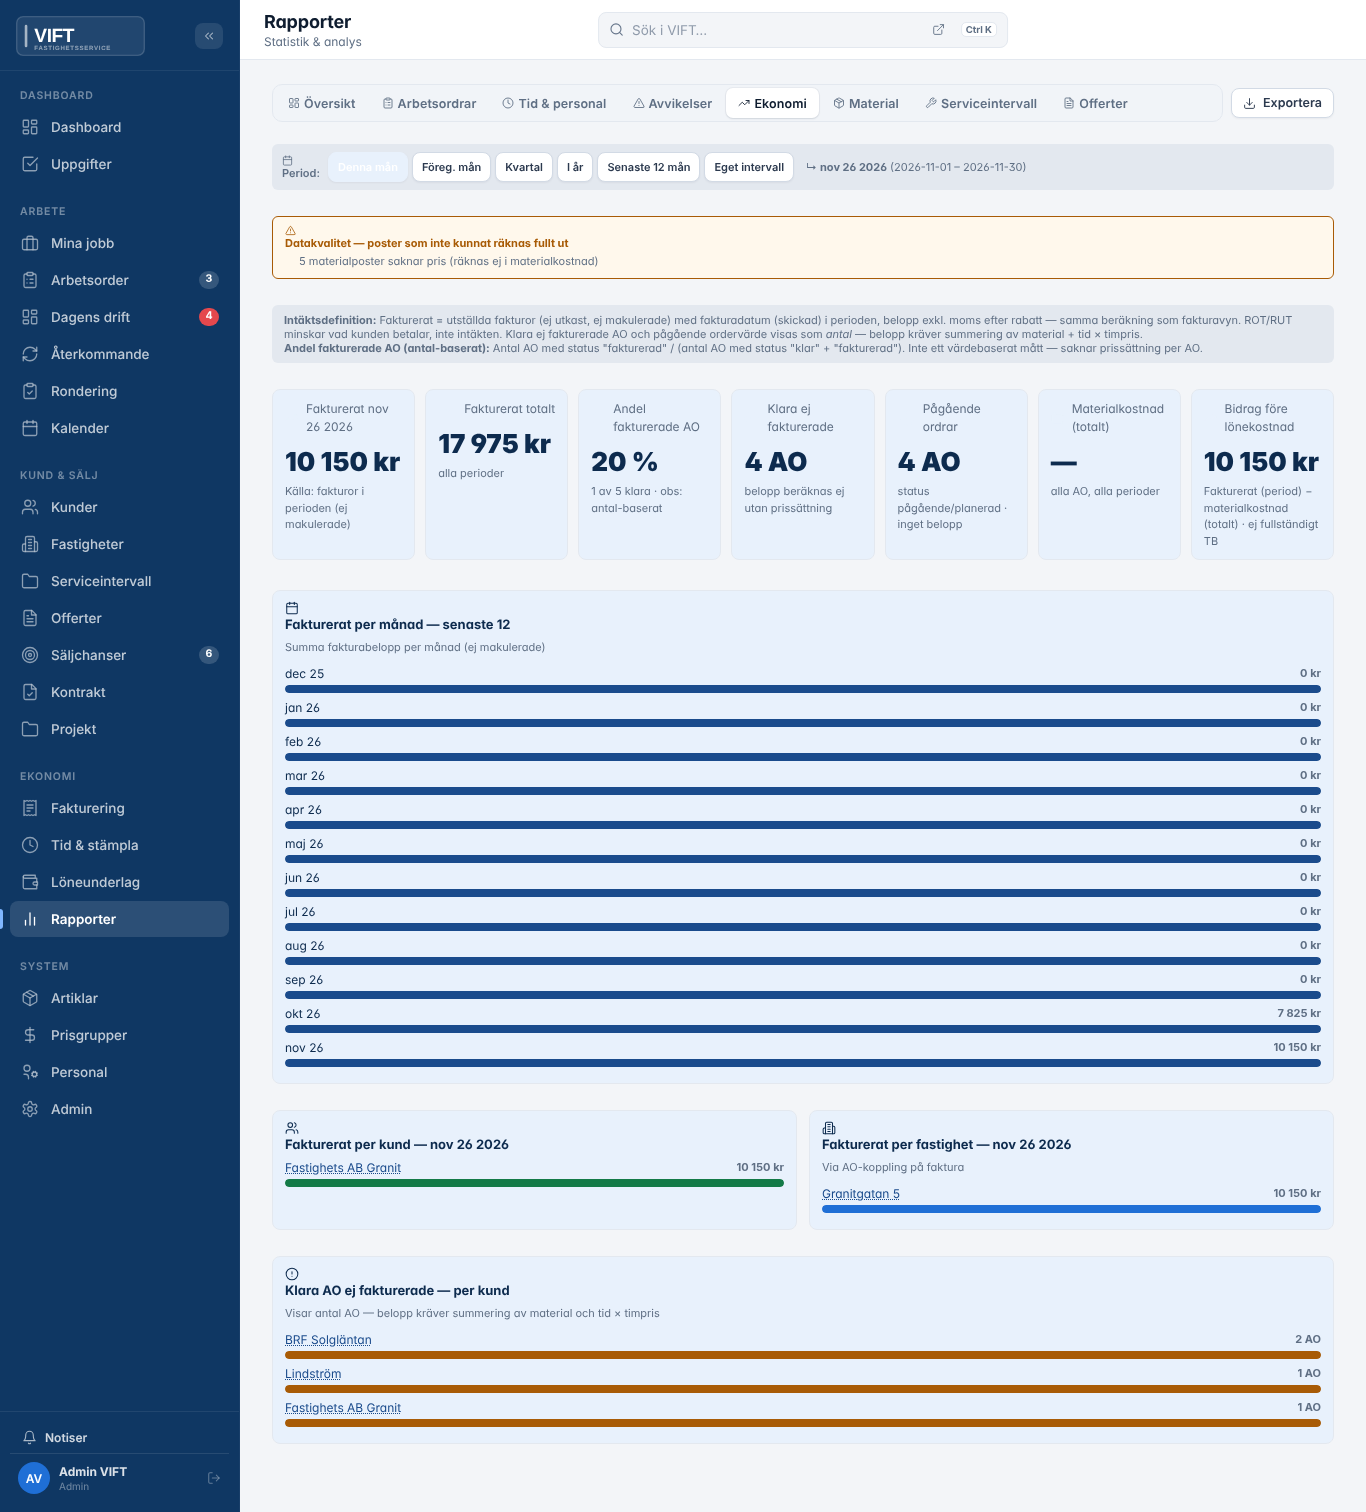 VIFT
FASTIGHETSSERVICE
DASHBOARD
Dashboard
Uppgifter
ARBETE
Mina jobb
Arbetsorder 3
Dagens drift 4
Återkommande
Rondering
Kalender
KUND & SÄLJ
Kunder
Fastigheter
Serviceintervall
Offerter
Säljchanser 6
Kontrakt
Projekt
EKONOMI
Fakturering
Tid & stämpla
Löneunderlag
Rapporter
SYSTEM
Artiklar
Prisgrupper
Personal
Admin
Notiser
AV Admin VIFT
Admin
Rapporter
Statistik & analys
Sök i VIFT... Ctrl K
Översikt Arbetsordrar Tid & personal Avvikelser Ekonomi Material Serviceintervall Offerter Exportera
Period: Denna mån Föreg. mån Kvartal I år Senaste 12 mån Eget intervall ↳ nov 26 2026 (2026-11-01 – 2026-11-30)
Datakvalitet — poster som inte kunnat räknas fullt ut
5 materialposter saknar pris (räknas ej i materialkostnad)
Intäktsdefinition: Fakturerat = utställda fakturor (ej utkast, ej makulerade) med fakturadatum (skickad) i perioden, belopp exkl. moms efter rabatt — samma beräkning som fakturavyn. ROT/RUT
minskar vad kunden betalar, inte intäkten. Klara ej fakturerade AO och pågående ordervärde visas som antal — belopp kräver summering av material + tid × timpris.
Andel fakturerade AO (antal-baserat): Antal AO med status "fakturerad" / (antal AO med status "klar" + "fakturerad"). Inte ett värdebaserat mått — saknar prissättning per AO.
Fakturerat nov
26 2026
10 150 kr
Källa: fakturor i
perioden (ej
makulerade)
Fakturerat totalt
17 975 kr
alla perioder
Andel
fakturerade AO
20 %
1 av 5 klara · obs:
antal-baserat
Klara ej
fakturerade
4 AO
belopp beräknas ej
utan prissättning
Pågående
ordrar
4 AO
status
pågående/planerad ·
inget belopp
Materialkostnad
(totalt)
—
alla AO, alla perioder
Bidrag före
lönekostnad
10 150 kr
Fakturerat (period) −
materialkostnad
(totalt) · ej fullständigt
TB
Fakturerat per månad — senaste 12
Summa fakturabelopp per månad (ej makulerade)
dec 25 0 kr
jan 26 0 kr
feb 26 0 kr
mar 26 0 kr
apr 26 0 kr
maj 26 0 kr
jun 26 0 kr
jul 26 0 kr
aug 26 0 kr
sep 26 0 kr
okt 26 7 825 kr
nov 26 10 150 kr
Fakturerat per kund — nov 26 2026
Fastighets AB Granit 10 150 kr
Fakturerat per fastighet — nov 26 2026
Via AO-koppling på faktura
Granitgatan 5 10 150 kr
Klara AO ej fakturerade — per kund
Visar antal AO — belopp kräver summering av material och tid × timpris
BRF Solgläntan 2 AO
Lindström 1 AO
Fastighets AB Granit 1 AO